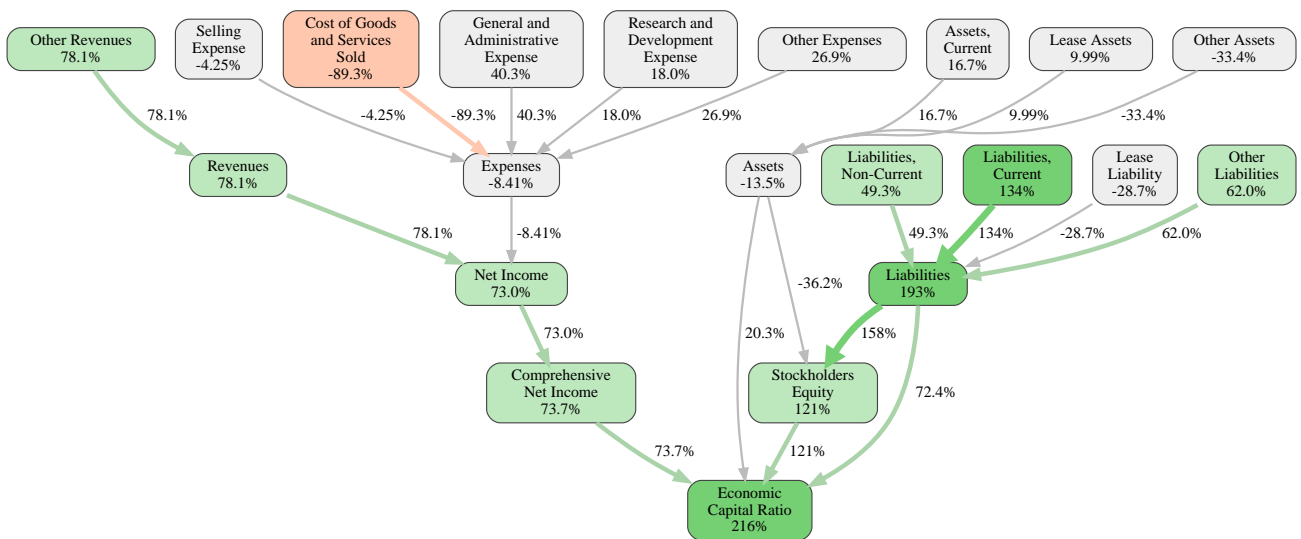 Other Revenues
78.1%
Selling
Expense
-4.25%
Cost of Goods
and Services
Sold
-89.3%
General and
Administrative
Expense
40.3%
Research and
Development
Expense
18.0%
Other Expenses
26.9%
Assets,
Current
16.7%
Lease Assets
9.99%
Other Assets
-33.4%
78.1%
-4.25%
-89.3%
40.3%
18.0%
26.9%
16.7%
9.99%
-33.4%
Revenues
78.1%
Expenses
-8.41%
Assets
-13.5%
Liabilities,
Non-Current
49.3%
Liabilities,
Current
134%
Lease
Liability
-28.7%
Other
Liabilities
62.0%
78.1%
-8.41%
49.3%
134%
-28.7%
62.0%
Net Income
73.0%
-36.2%
Liabilities
193%
73.0%
20.3%
158%
Comprehensive
Net Income
73.7%
Stockholders
Equity
121%
72.4%
73.7%
121%
Economic
Capital Ratio
216%